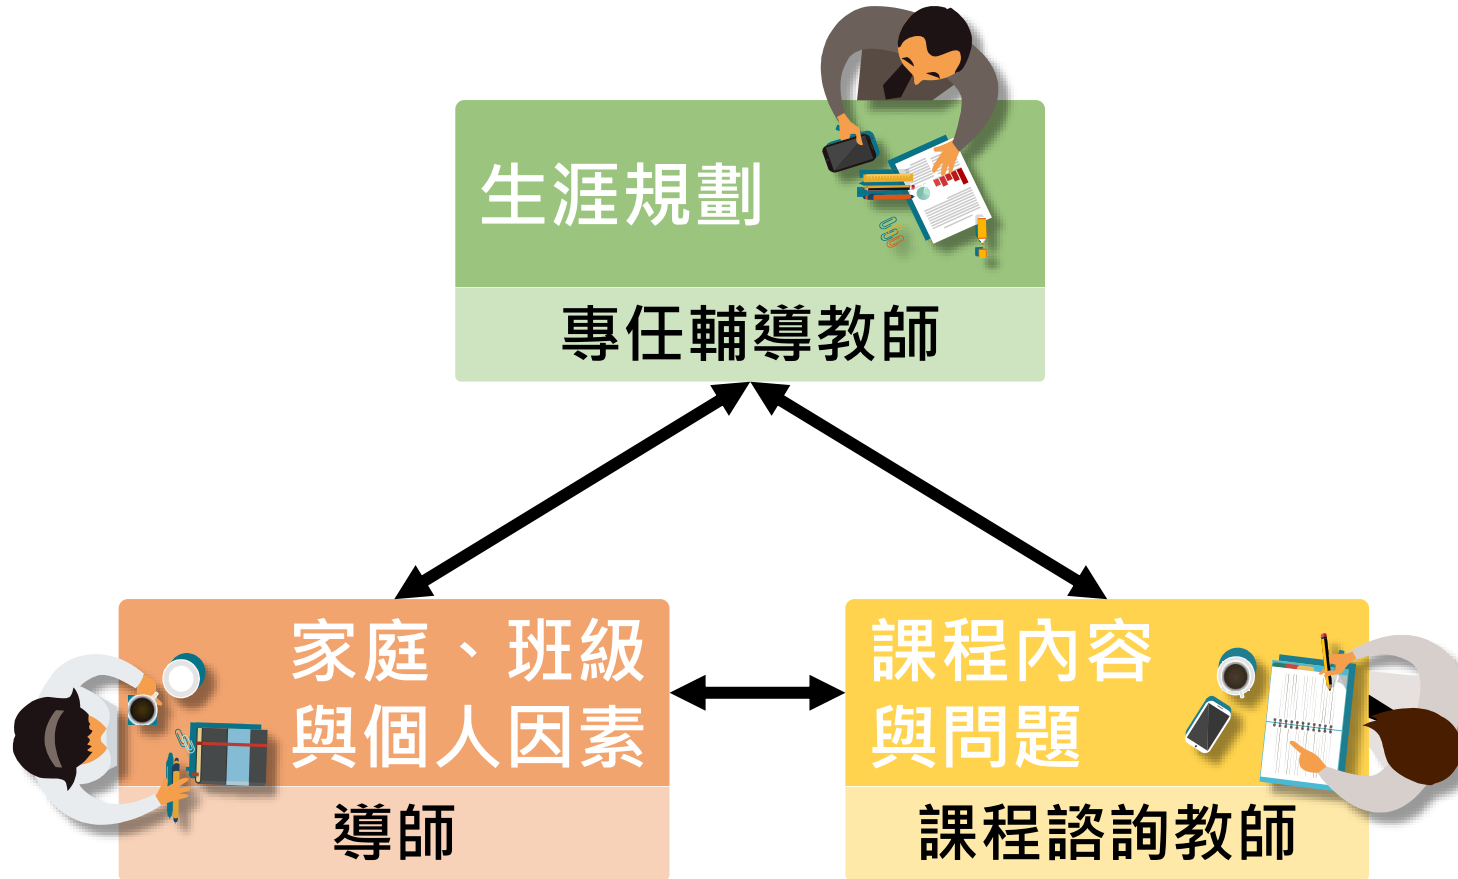 生涯規劃
專任輔導教師
家庭、班級
與個人因素
導師
課程內容
與問題
課程諮詢教師